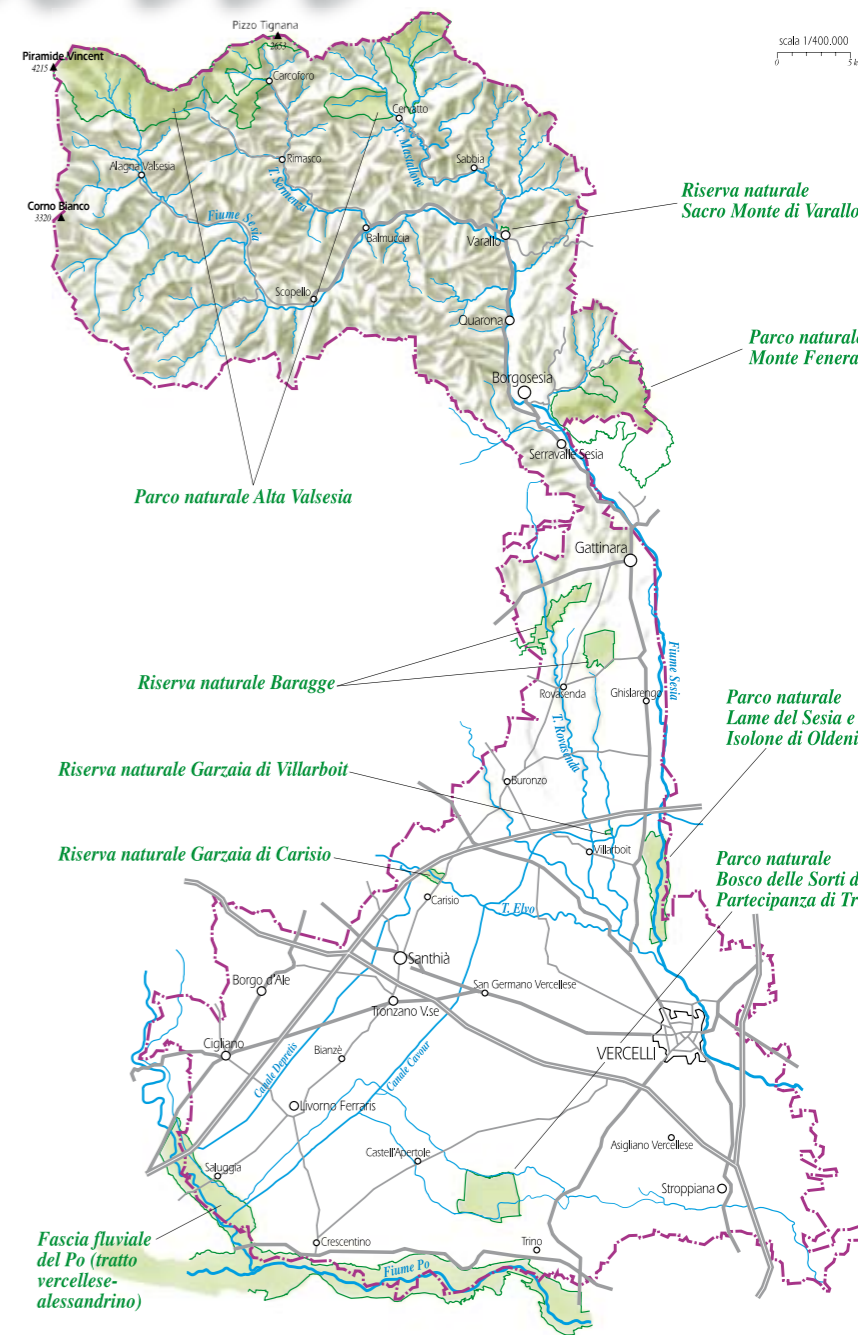 Pizzo Tignana
2653
scala 1/400.000
0 5
Piramide Vincent
4215
Carcoforo
Cervatto
T. Mastallone
Rimasco
Sabbia
Alagna Valsesia
T. Sermenza
Riserva naturale
Sacro Monte di Varallo
Corno Bianco
3320
Fiume Sesia
Balmuccia
Varallo
Scopello
Quarona
Parco naturale
Monte Fenera
Borgosesia
Serravalle Sesia
Parco naturale Alta Valsesia
Gattinara
Fiume Sesia
Riserva naturale Baragge
Rovasenda
Ghislarengo
T. Rovasenda
Parco naturale
Lame del Sesia e
Isolone di Oldeni
Riserva naturale Garzaia di Villarboit
Buronzo
Riserva naturale Garzaia di Carisio
Villarboit
Parco naturale
Bosco delle Sorti d
Partecipanza di Tr
Carisio
T. Elvo
Santhià
Borgo d'Ale
San Germano Vercellese
Tronzano V.se
Cigliano
Bianzè
VERCELLI
Canale Depretis
Canale Cavour
Livorno Ferraris
Asigliano Vercellese
Castell'Apertole
Saluggia
Stroppiana
Fascia fluviale
del Po (tratto
vercellese-
alessandrino)
Crescentino
Trino
Fiume Po